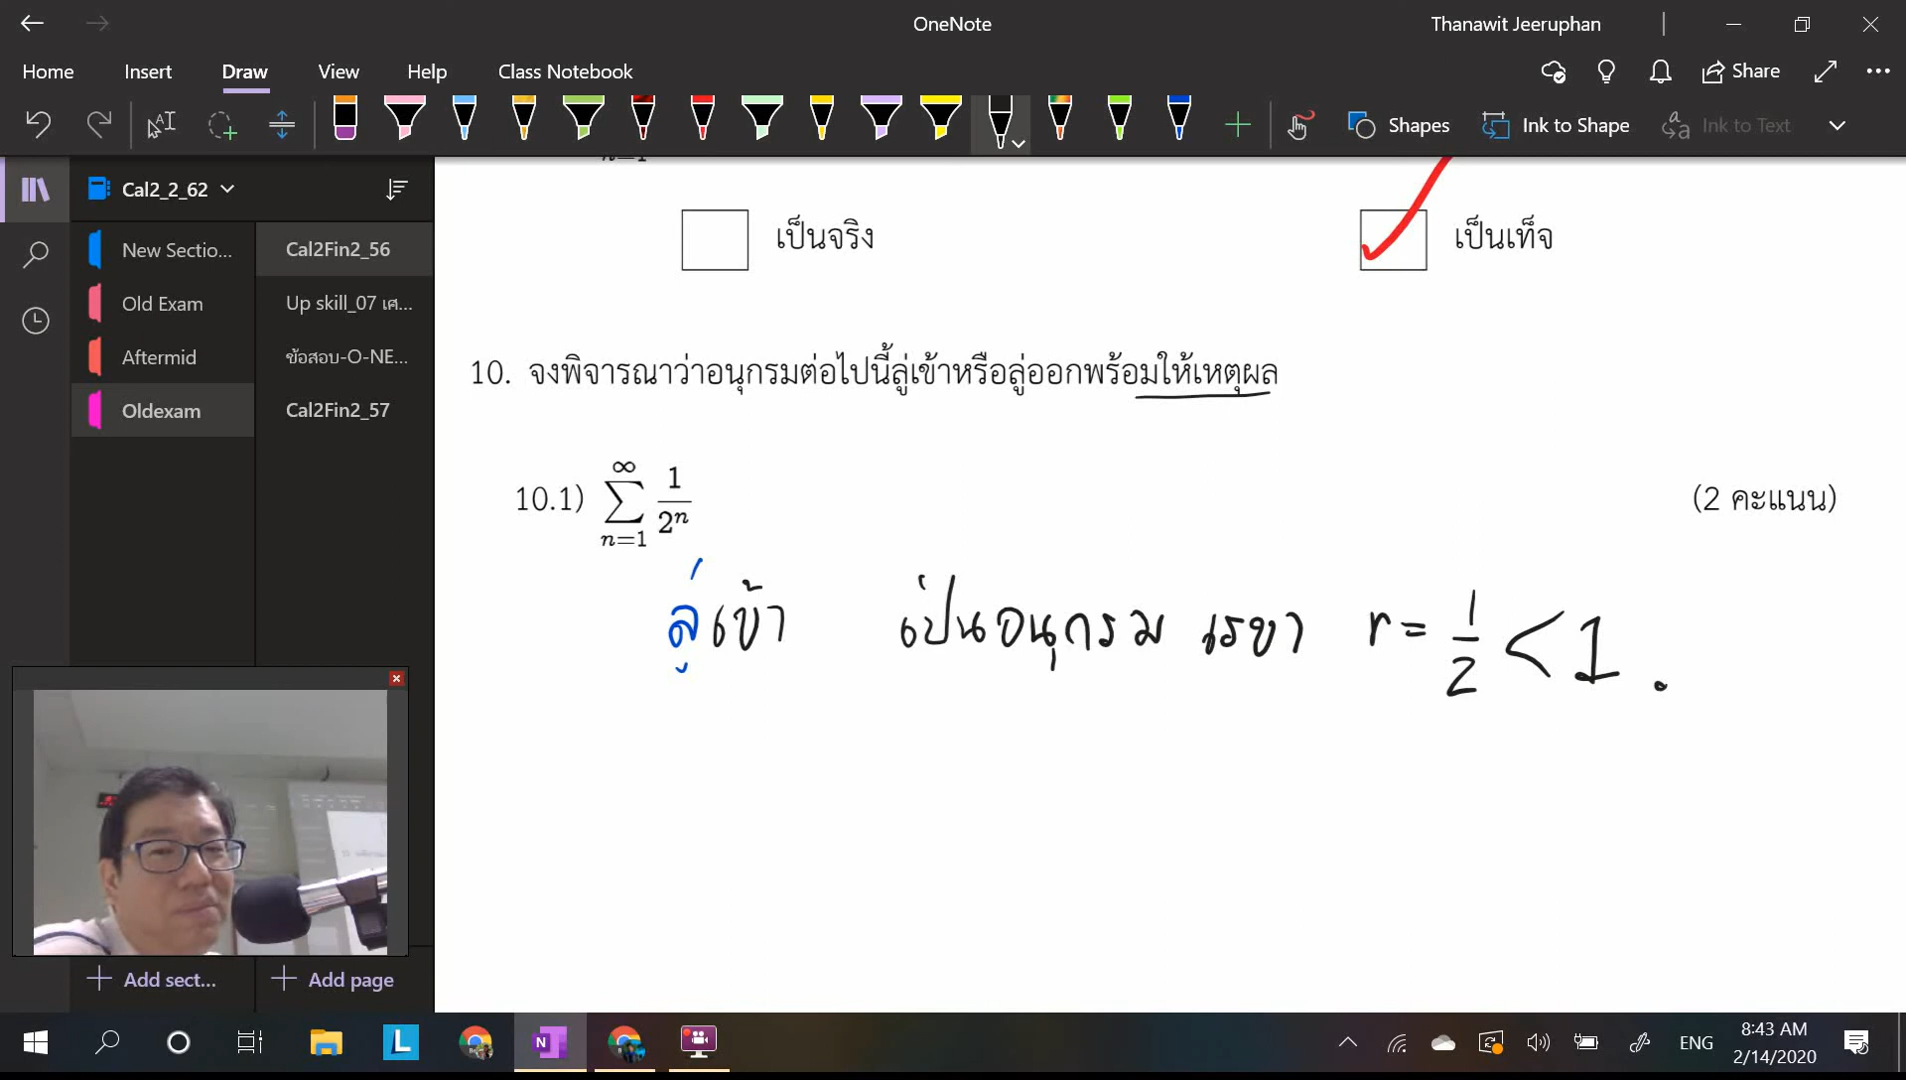 OneNote
Thanawit Jeeruphan
Home Insert Draw View Help Class Notebook Share
Shapes Ink to Shape Ink to Text
Cal2_2_62
New Sectio...
Old Exam
Aftermid
Oldexam
Cal2Fin2_56
Up skill_07 เศ...
ข้อสอบ-O-NE...
Cal2Fin2_57
n=1
เป็นจริง เป็นเท็จ
10. จงพิจารณาว่าอนุกรมต่อไปนี้ลู่เข้าหรือลู่ออกพร้อมให้เหตุผล
10.1) ∑_{n=1}^{∞} 1/2ⁿ (2 คะแนน)
ลู่เข้า เป็นอนุกรม เรขา r = 1/2 < 1 .
Add sect... Add page
ENG
8:43 AM
2/14/2020